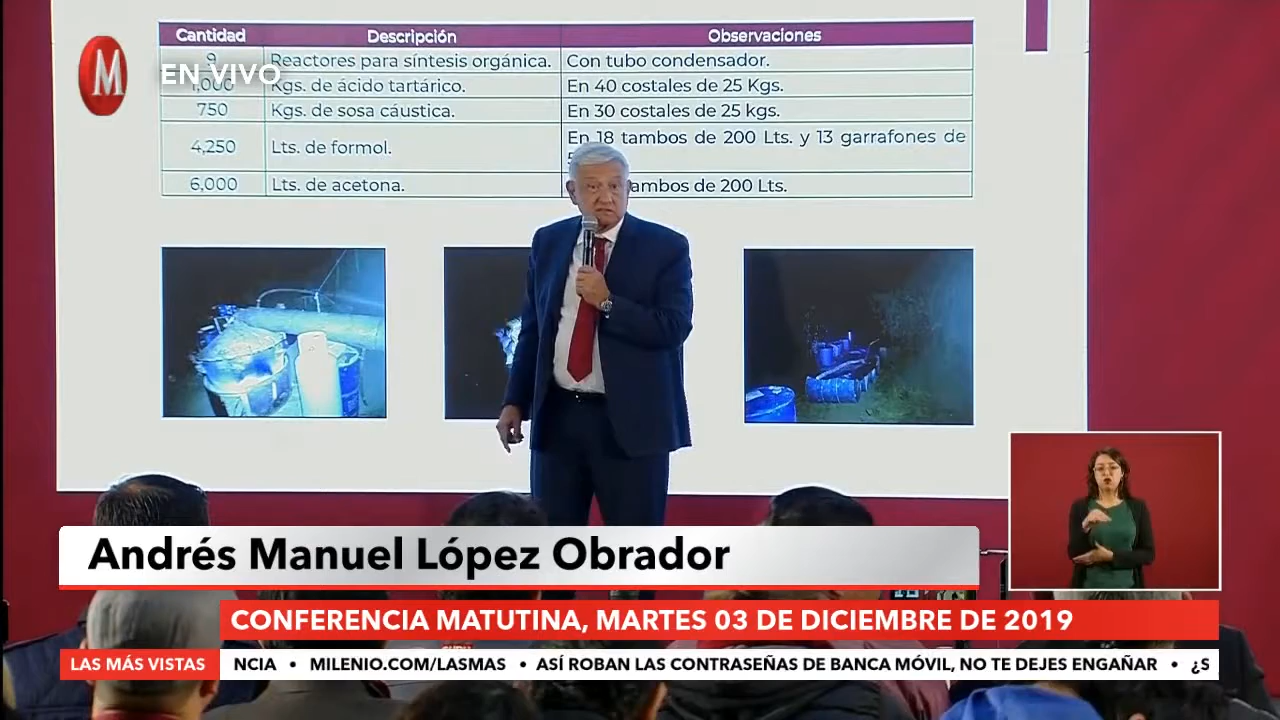 Cantidad Descripción Observaciones
9 Reactores para síntesis orgánica. Con tubo condensador.
M
EN VIVO
1,000 Kgs. de ácido tartárico. En 40 costales de 25 Kgs.
750 Kgs. de sosa cáustica. En 30 costales de 25 kgs.
4,250 Lts. de formol. En 18 tambos de 200 Lts. y 13 garrafones de
6,000 Lts. de acetona. tambos de 200 Lts.
Andrés Manuel López Obrador
CONFERENCIA MATUTINA, MARTES 03 DE DICIEMBRE DE 2019
LAS MÁS VISTAS NCIA • MILENIO.COM/LASMAS • ASÍ ROBAN LAS CONTRASEÑAS DE BANCA MÓVIL, NO TE DEJES ENGAÑAR • ¿S